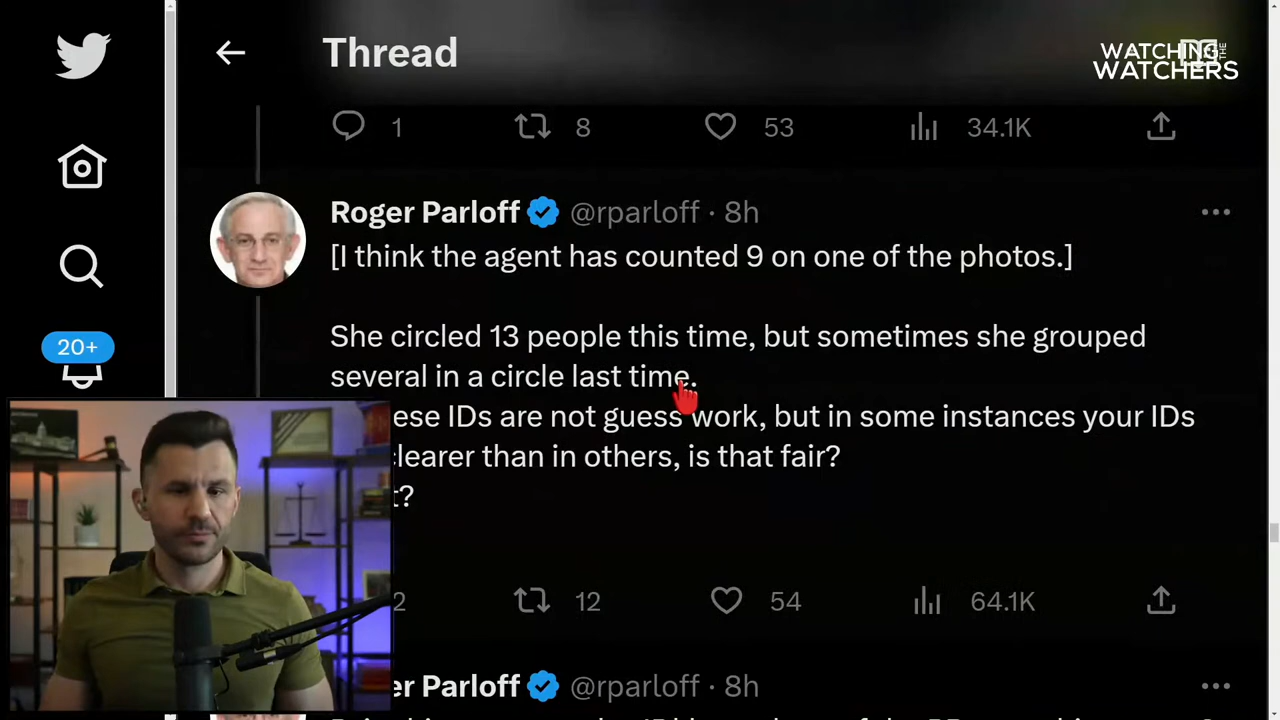 Thread
WATCHING THE
WATCHERS
1 8 53 34.1K
Roger Parloff @rparloff · 8h
[I think the agent has counted 9 on one of the photos.]
She circled 13 people this time, but sometimes she grouped
several in a circle last time.
ese IDs are not guess work, but in some instances your IDs
clearer than in others, is that fair?
t?
20+
2 12 54 64.1K
er Parloff @rparloff · 8h